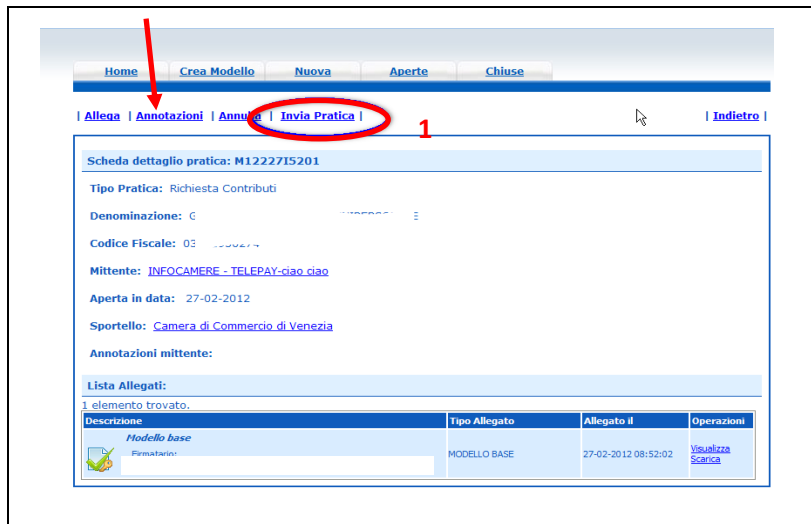 Home Crea Modello Nuova Aperte Chiuse
| Allega | Annotazioni | Annulla | Invia Pratica | | Indietro |
1
Scheda dettaglio pratica: M12227I5201
Tipo Pratica: Richiesta Contributi
Denominazione: G
Codice Fiscale: 03
Mittente: INFOCAMERE - TELEPAY-ciao ciao
Aperta in data: 27-02-2012
Sportello: Camera di Commercio di Venezia
Annotazioni mittente:
Lista Allegati:
1 elemento trovato.
Descrizione Tipo Allegato Allegato il Operazioni
Modello base
Firmatario:
MODELLO BASE 27-02-2012 08:52:02 Visualizza
Scarica